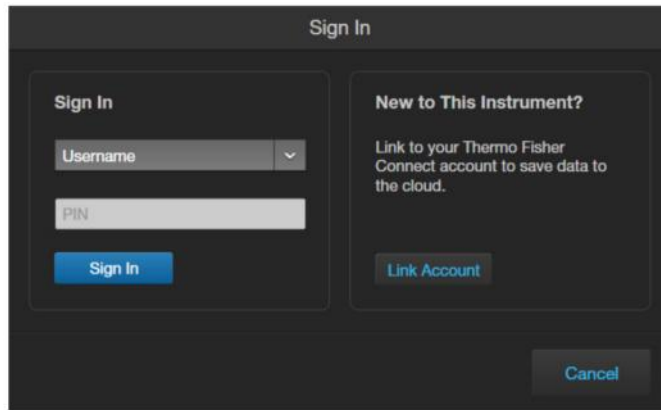 Sign In
Sign In
Username
PIN
Sign In
New to This Instrument?
Link to your Thermo Fisher
Connect account to save data to
the cloud.
Link Account
Cancel